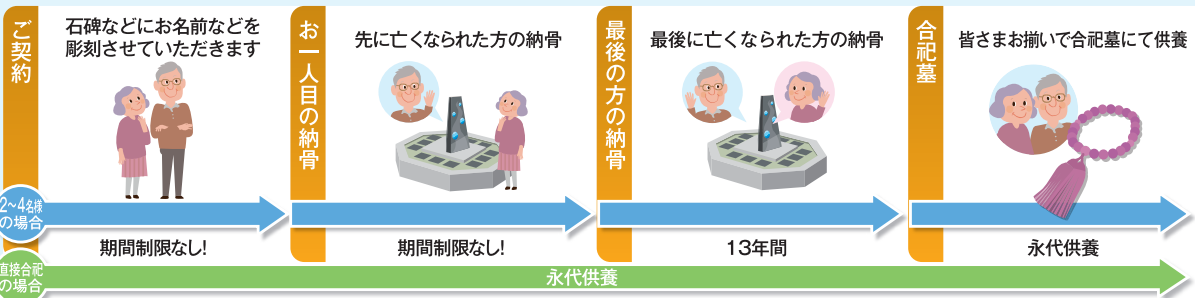 ご契約
石碑などにお名前などを
彫刻させていただきます
お一人目の納骨
先に亡くなられた方の納骨
最後の方の納骨
最後に亡くなられた方の納骨
合祀墓
皆さまお揃いで合祀墓にて供養
2～4名様
の場合
期間制限なし!
期間制限なし!
13年間
永代供養
直接合祀
の場合
永代供養